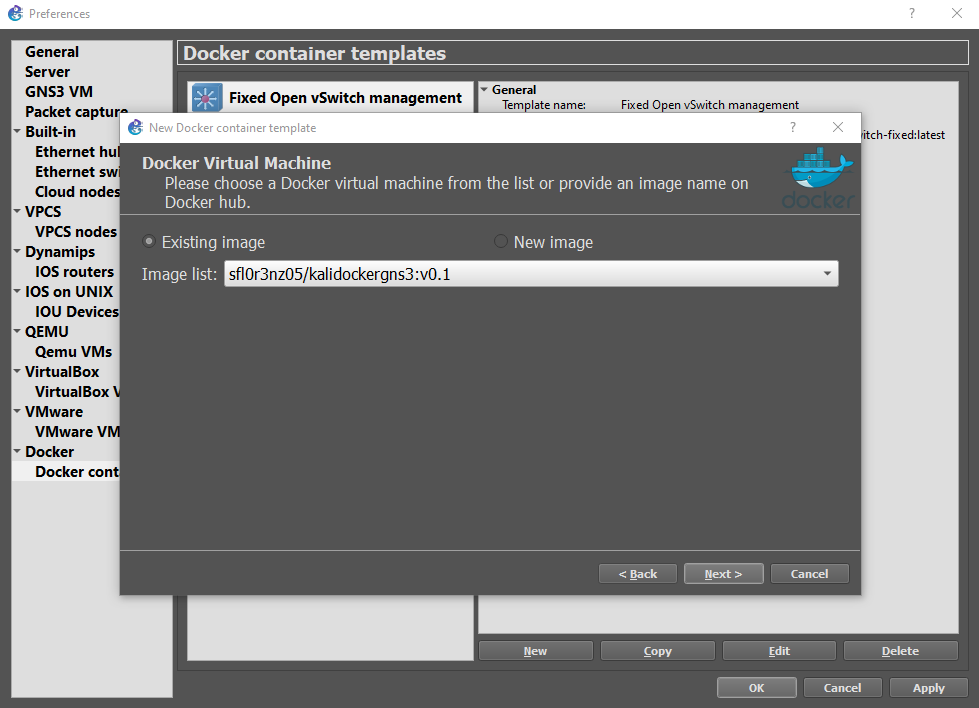 Preferences
?
General
Server
GNS3 VM
Packet capture
Built-in
Ethernet hu
Ethernet swi
Cloud nodes
VPCS
VPCS nodes
Dynamips
IOS routers
IOS on UNIX
IOU Devices
QEMU
Qemu VMs
VirtualBox
VirtualBox V
VMware
VMware VM
Docker
Docker cont
Docker container templates
Fixed Open vSwitch management
General
Template name: Fixed Open vSwitch management
itch-fixed:latest
New Docker container template
?
Docker Virtual Machine
Please choose a Docker virtual machine from the list or provide an image name on
Docker hub.
docker
Existing image New image
Image list: sfl0r3nz05/kalidockergns3:v0.1
< Back Next > Cancel
New Copy Edit Delete
OK Cancel Apply